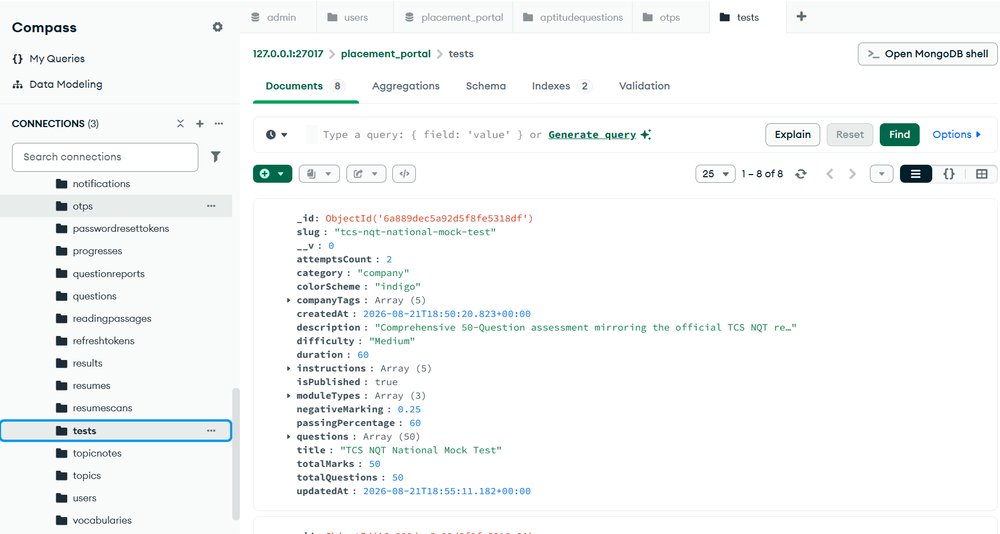 Compass
My Queries
Data Modeling
CONNECTIONS (3)
Search connections
notifications
otps
passwordresettokens
progresses
questionreports
questions
readingpassages
refreshtokens
results
resumes
resumescans
tests
topicnotes
topics
users
vocabularies
admin users placement_portal aptitudequestions otps tests
127.0.0.1:27017 placement_portal tests
>_ Open MongoDB shell
Documents 8 Aggregations Schema Indexes 2 Validation
Type a query: { field: 'value' } or Generate query Explain Reset Find Options
25 1 – 8 of 8
_id: ObjectId('6a889dec5a92d5f8fe5318df')
slug : "tcs-nqt-national-mock-test"
__v : 0
attemptsCount : 2
category : "company"
colorScheme : "indigo"
companyTags : Array (5)
createdAt : 2026-08-21T18:50:20.823+00:00
description : "Comprehensive 50-Question assessment mirroring the official TCS NQT re…"
difficulty : "Medium"
duration : 60
instructions : Array (5)
isPublished : true
moduleTypes : Array (3)
negativeMarking : 0.25
passingPercentage : 60
questions : Array (50)
title : "TCS NQT National Mock Test"
totalMarks : 50
totalQuestions : 50
updatedAt : 2026-08-21T18:55:11.182+00:00